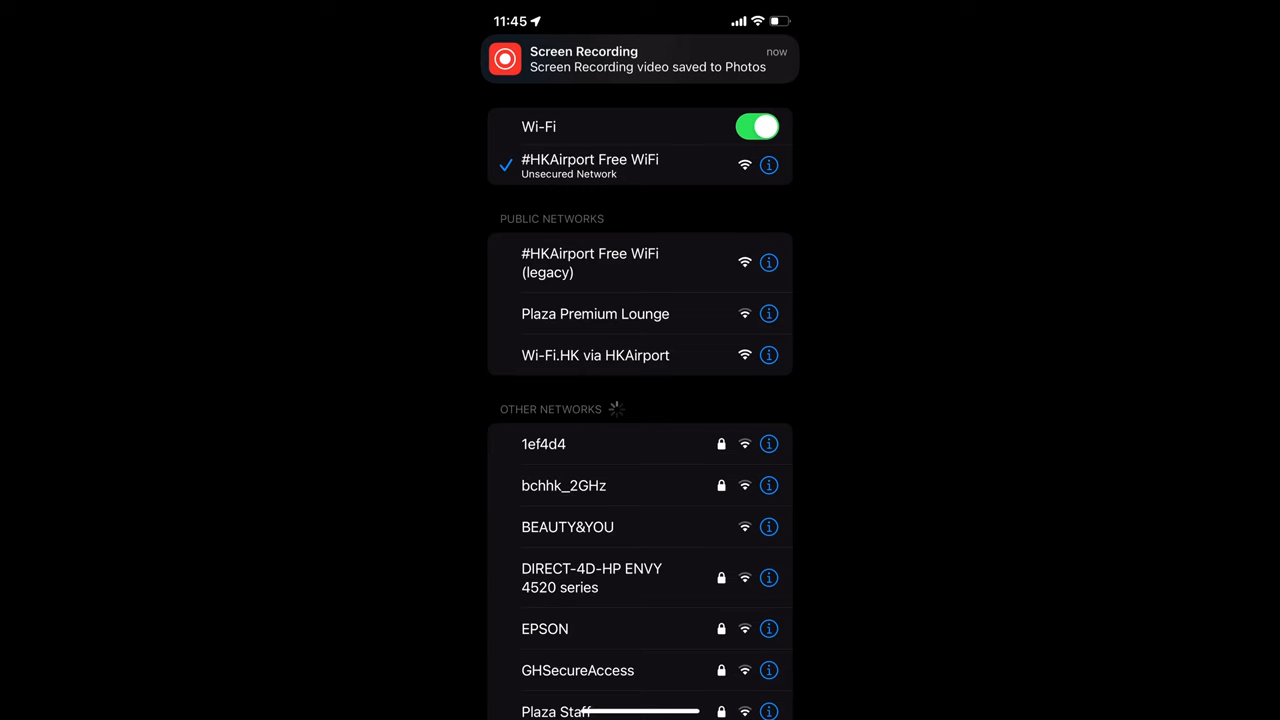 11:45
Screen Recording
now
Screen Recording video saved to Photos
Wi-Fi
#HKAirport Free WiFi
Unsecured Network
PUBLIC NETWORKS
#HKAirport Free WiFi
(legacy)
Plaza Premium Lounge
Wi-Fi.HK via HKAirport
OTHER NETWORKS
1ef4d4
bchhk_2GHz
BEAUTY&YOU
DIRECT-4D-HP ENVY
4520 series
EPSON
GHSecureAccess
Plaza Staff